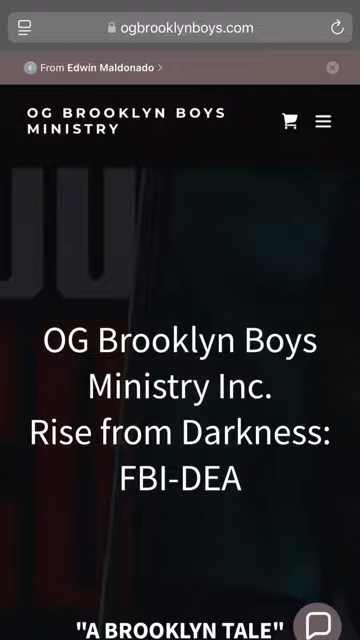 ogbrooklynboys.com
E From Edwin Maldonado >
OG BROOKLYN BOYS
MINISTRY
OG Brooklyn Boys
Ministry Inc.
Rise from Darkness:
FBI-DEA
"A BROOKLYN TALE"